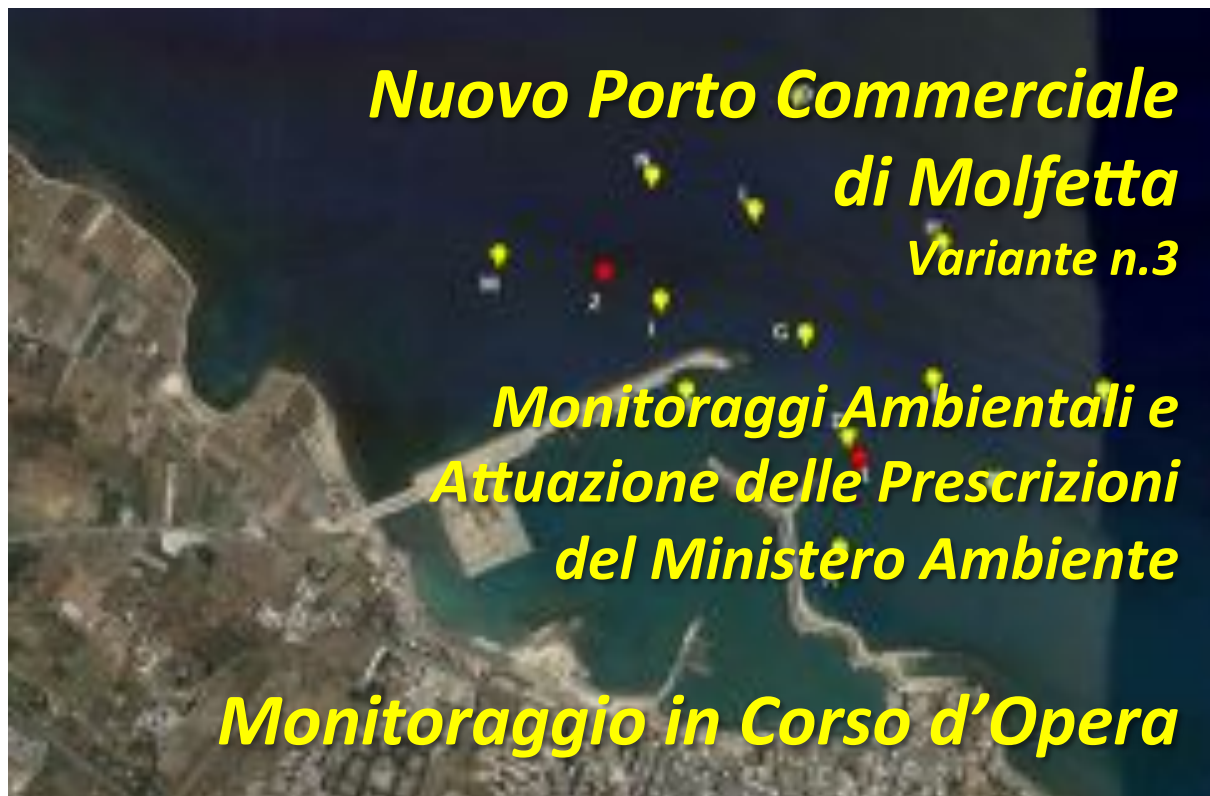 Nuovo Porto Commerciale
di Molfetta
Variante n.3
2
I
G
Monitoraggi Ambientali e
Attuazione delle Prescrizioni
del Ministero Ambiente
Monitoraggio in Corso d’Opera